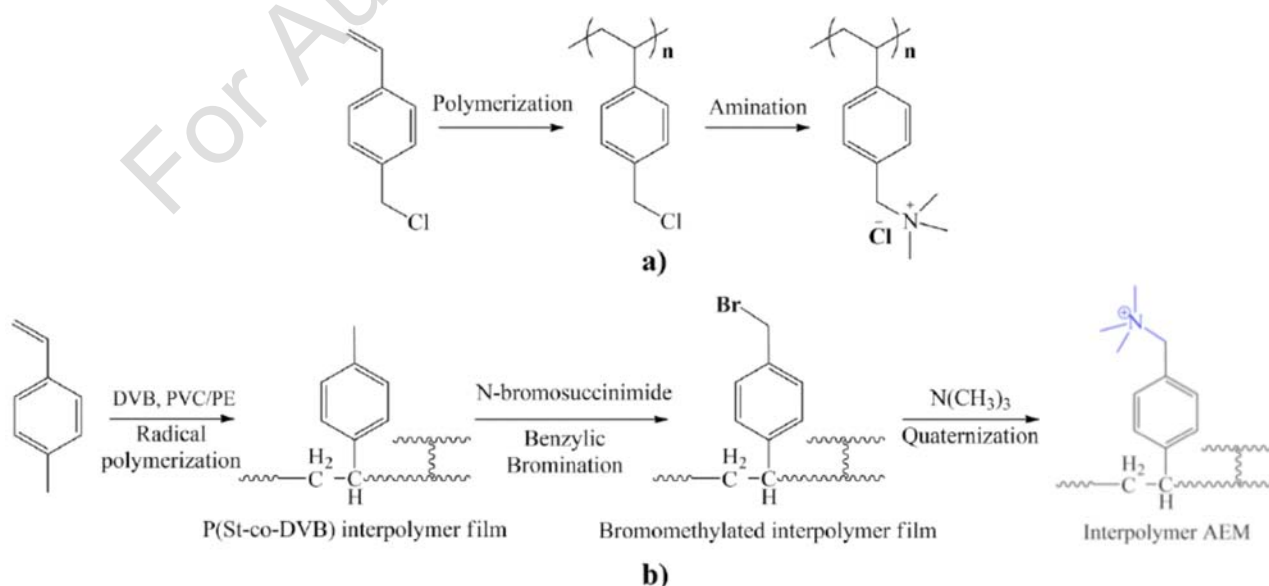 For Au
n
n
Polymerization
Amination
Cl
Cl
N
+
-
Cl
a)
Br
N
⊕
DVB, PVC/PE
Radical
polymerization
N-bromosuccinimide
Benzylic
Bromination
N(CH3)3
Quaternization
H2
C
C
H
H2
C
C
H
H2
C
C
H
P(St-co-DVB) interpolymer film
Bromomethylated interpolymer film
Interpolymer AEM
b)